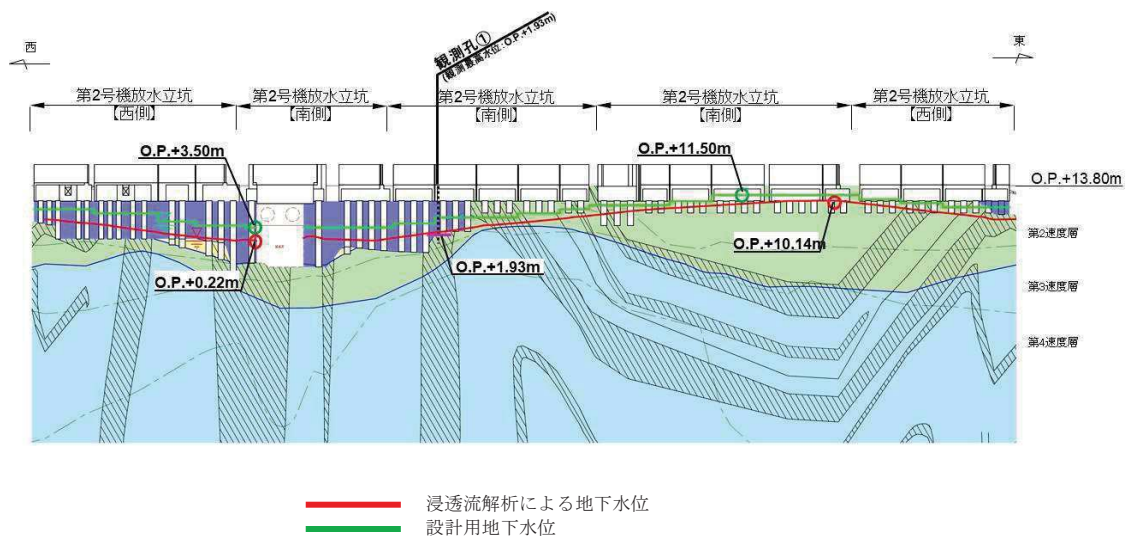 観測孔①
(観測最高水位:O.P.+1.93m)
西
東
第2号機放水立坑
【西側】
第2号機放水立坑
【南側】
第2号機放水立坑
【南側】
第2号機放水立坑
【南側】
第2号機放水立坑
【西側】
O.P.+3.50m
O.P.+11.50m
O.P.+13.80m
O.P.+10.14m
O.P.+1.93m
O.P.+0.22m
第2速度層
第3速度層
第4速度層
浸透流解析による地下水位
設計用地下水位